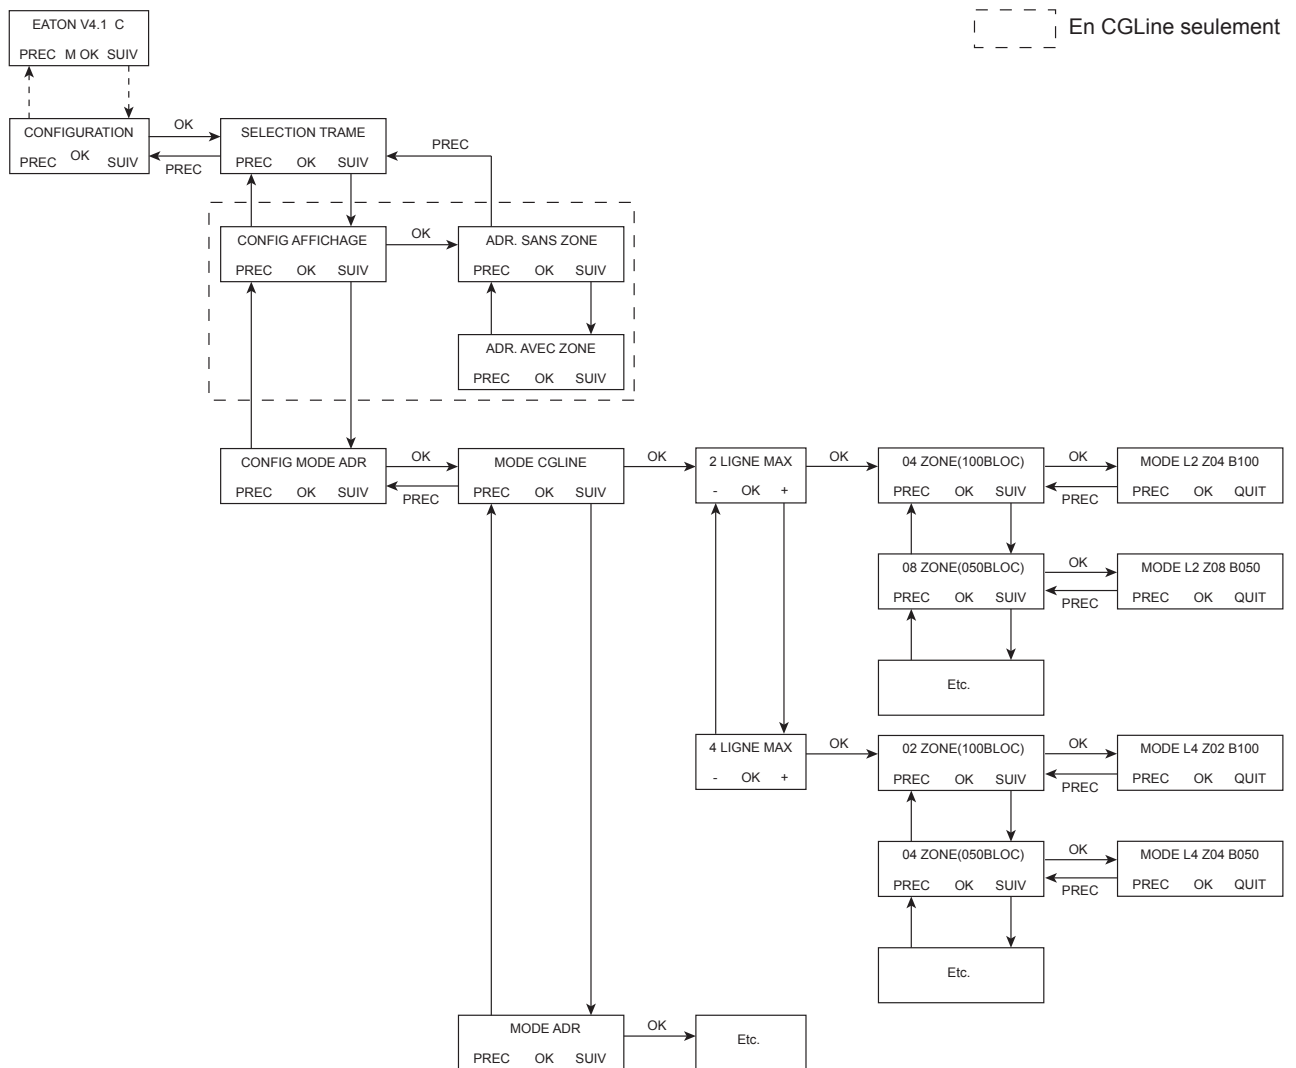 EATON V4.1 C
PREC M OK SUIV
En CGLine seulement
CONFIGURATION
PREC OK SUIV
OK
PREC
SELECTION TRAME
PREC OK SUIV
PREC
CONFIG AFFICHAGE
PREC OK SUIV
OK
ADR. SANS ZONE
PREC OK SUIV
ADR. AVEC ZONE
PREC OK SUIV
CONFIG MODE ADR
PREC OK SUIV
OK
PREC
MODE CGLINE
PREC OK SUIV
OK
2 LIGNE MAX
- OK +
OK
04 ZONE(100BLOC)
PREC OK SUIV
OK
PREC
MODE L2 Z04 B100
PREC OK QUIT
08 ZONE(050BLOC)
PREC OK SUIV
OK
PREC
MODE L2 Z08 B050
PREC OK QUIT
Etc.
4 LIGNE MAX
- OK +
OK
02 ZONE(100BLOC)
PREC OK SUIV
OK
PREC
MODE L4 Z02 B100
PREC OK QUIT
04 ZONE(050BLOC)
PREC OK SUIV
OK
PREC
MODE L4 Z04 B050
PREC OK QUIT
Etc.
MODE ADR
PREC OK SUIV
OK
Etc.